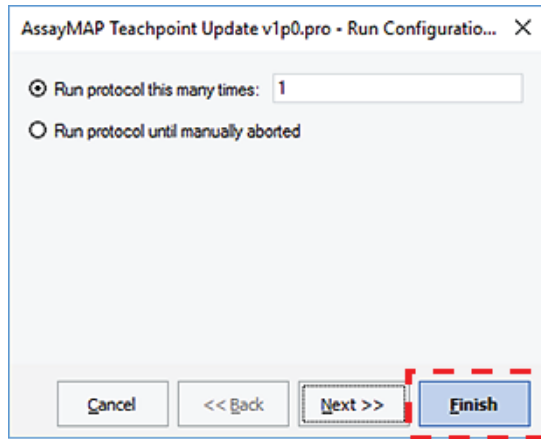 AssayMAP Teachpoint Update v1p0.pro - Run Configuratio...
Run protocol this many times: 1
Run protocol until manually aborted
Cancel << Back Next >> Finish